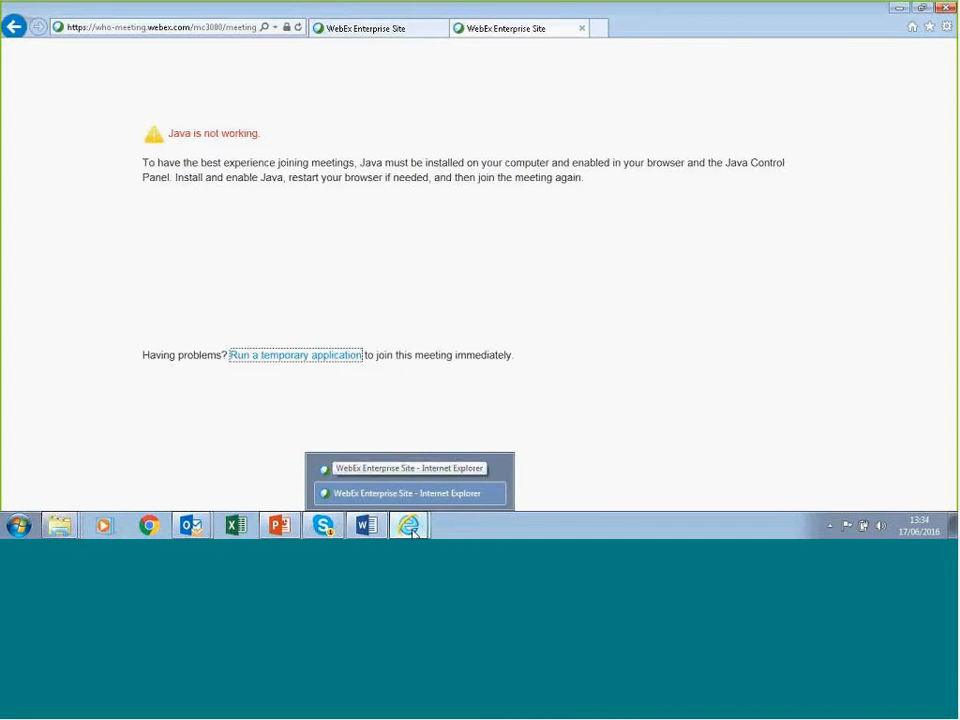 https://who-meeting.webex.com/mc3000/meeting
WebEx Enterprise Site
WebEx Enterprise Site
Java is not working.
To have the best experience joining meetings, Java must be installed on your computer and enabled in your browser and the Java Control
Panel. Install and enable Java, restart your browser if needed, and then join the meeting again.
Having problems? Run a temporary application to join this meeting immediately.
WebEx Enterprise Site - Internet Explorer
WebEx Enterprise Site - Internet Explorer
13:34
17/06/2016